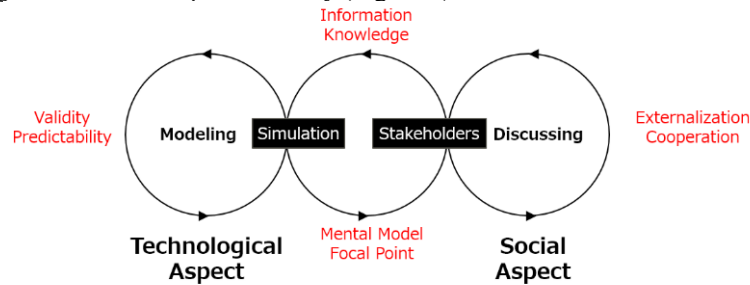 Information
Knowledge
Validity
Predictability
Modeling
Simulation
Stakeholders
Discussing
Externalization
Cooperation
Technological
Aspect
Mental Model
Focal Point
Social
Aspect